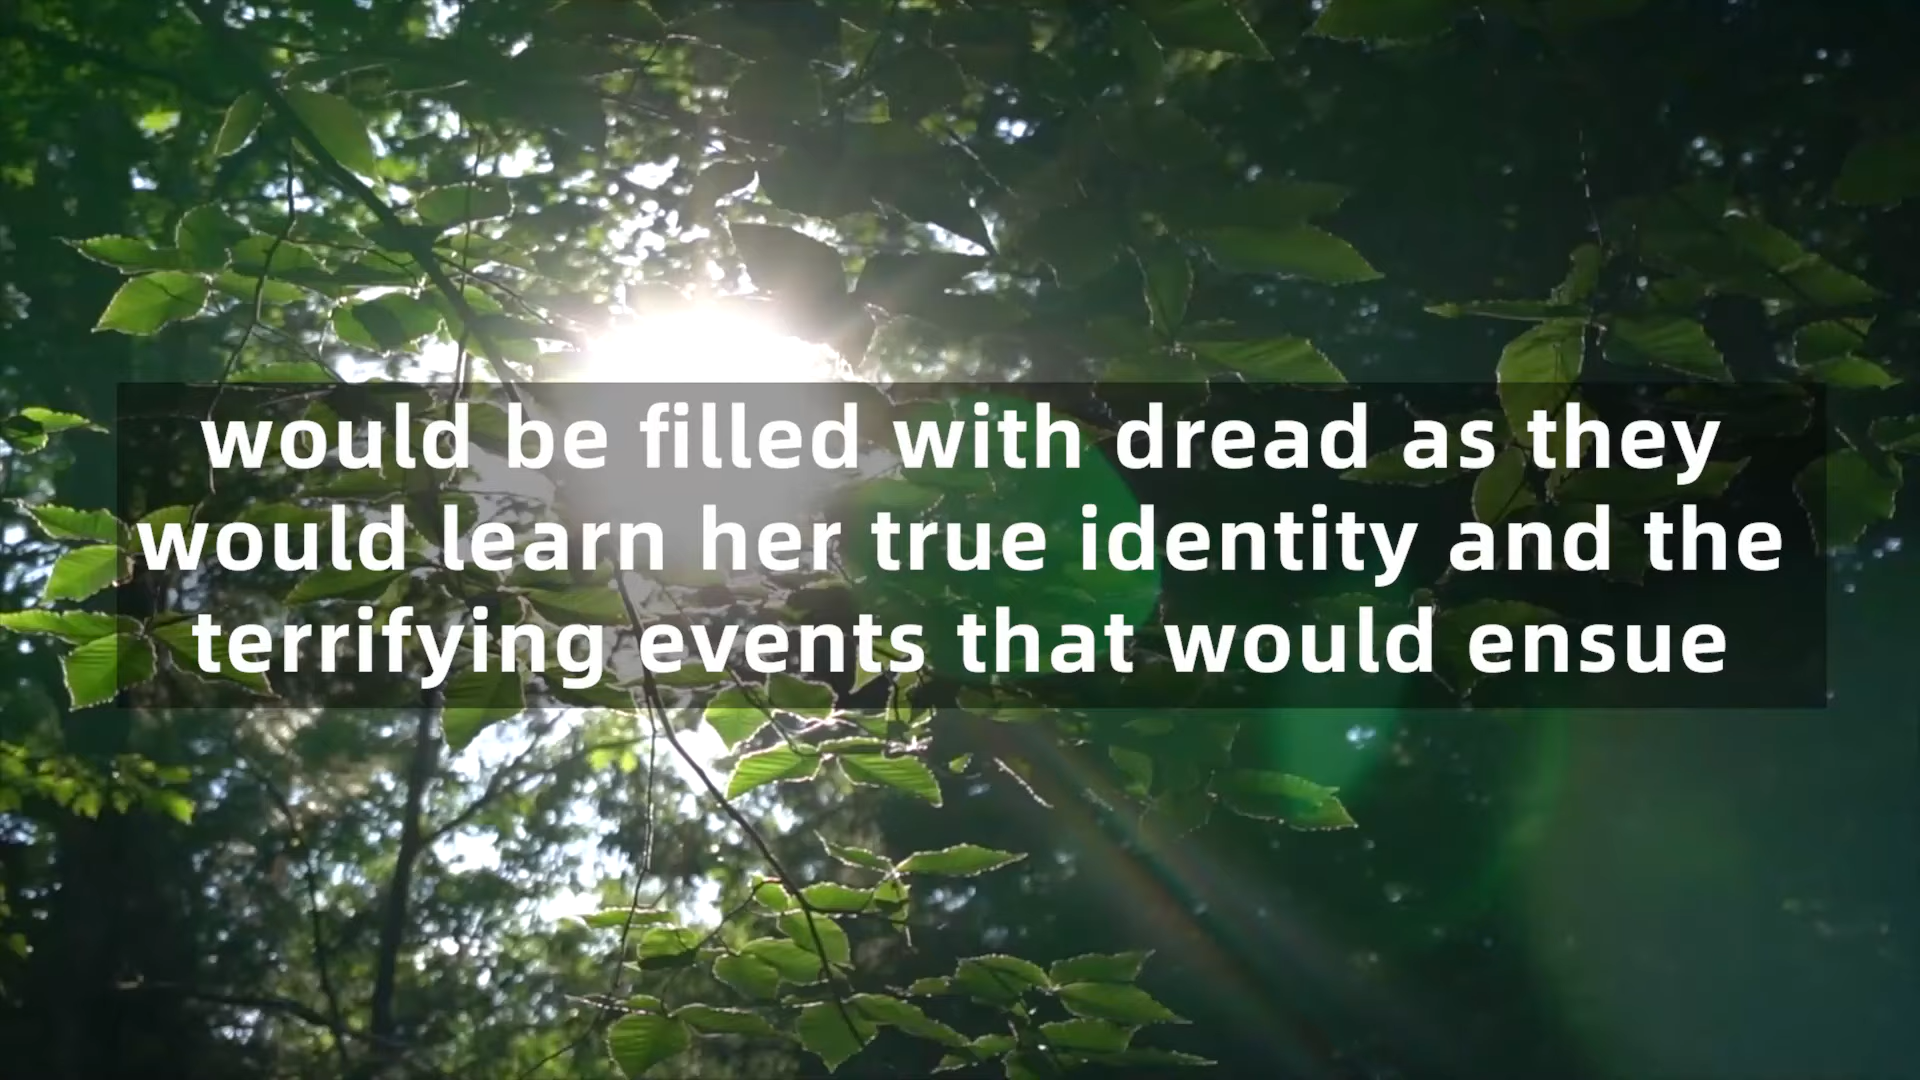 would be filled with dread as they
would learn her true identity and the
terrifying events that would ensue